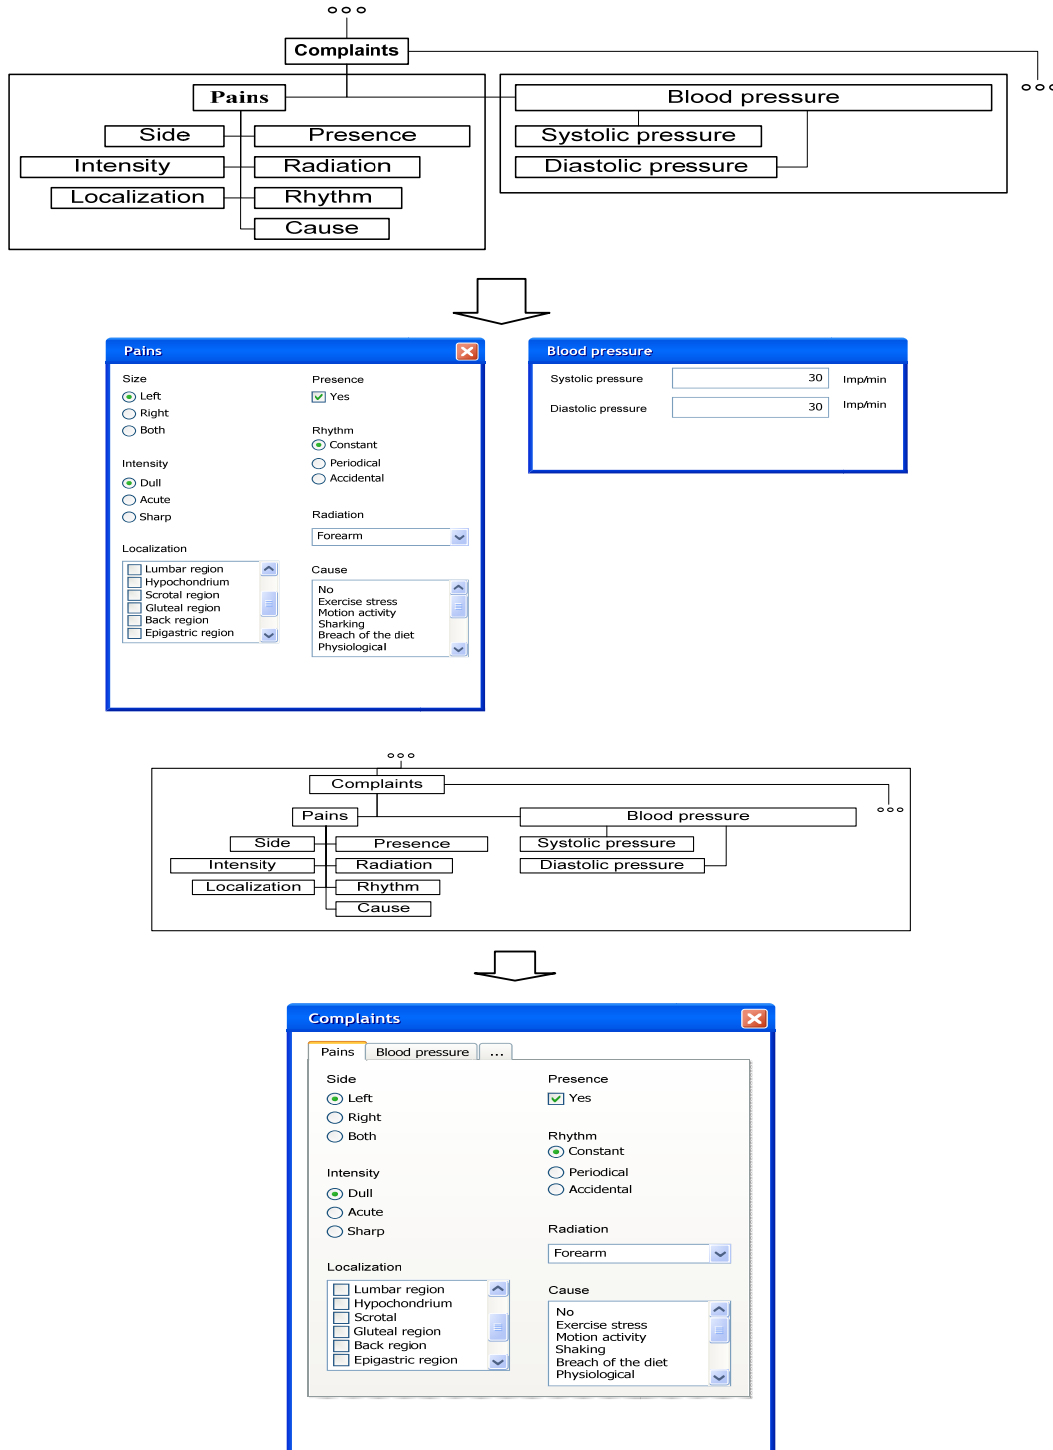 Complaints
Pains
Blood pressure
Side
Presence
Systolic pressure
Intensity
Radiation
Diastolic pressure
Localization
Rhythm
Cause
Pains
Size
Left
Right
Both
Intensity
Dull
Acute
Sharp
Localization
Lumbar region
Hypochondrium
Scrotal region
Gluteal region
Back region
Epigastric region
Presence
Yes
Rhythm
Constant
Periodical
Accidental
Radiation
Forearm
Cause
No
Exercise stress
Motion activity
Sharking
Breach of the diet
Physiological
Blood pressure
Systolic pressure 30 Imp/min
Diastolic pressure 30 Imp/min
Complaints
Pains
Blood pressure
Side
Presence
Systolic pressure
Intensity
Radiation
Diastolic pressure
Localization
Rhythm
Cause
Complaints
Pains Blood pressure ...
Side
Left
Right
Both
Intensity
Dull
Acute
Sharp
Localization
Lumbar region
Hypochondrium
Scrotal
Gluteal region
Back region
Epigastric region
Presence
Yes
Rhythm
Constant
Periodical
Accidental
Radiation
Forearm
Cause
No
Exercise stress
Motion activity
Shaking
Breach of the diet
Physiological